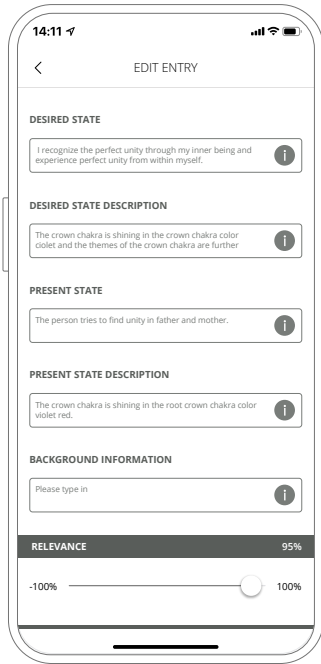 14:11
EDIT ENTRY
DESIRED STATE
I recognize the perfect unity through my inner being and
experience perfect unity from within myself.
i
DESIRED STATE DESCRIPTION
The crown chakra is shining in the crown chakra color
ciolet and the themes of the crown chakra are further
i
PRESENT STATE
The person tries to find unity in father and mother.
i
PRESENT STATE DESCRIPTION
The crown chakra is shining in the root crown chakra color
violet red.
i
BACKGROUND INFORMATION
Please type in
i
RELEVANCE 95%
-100% 100%